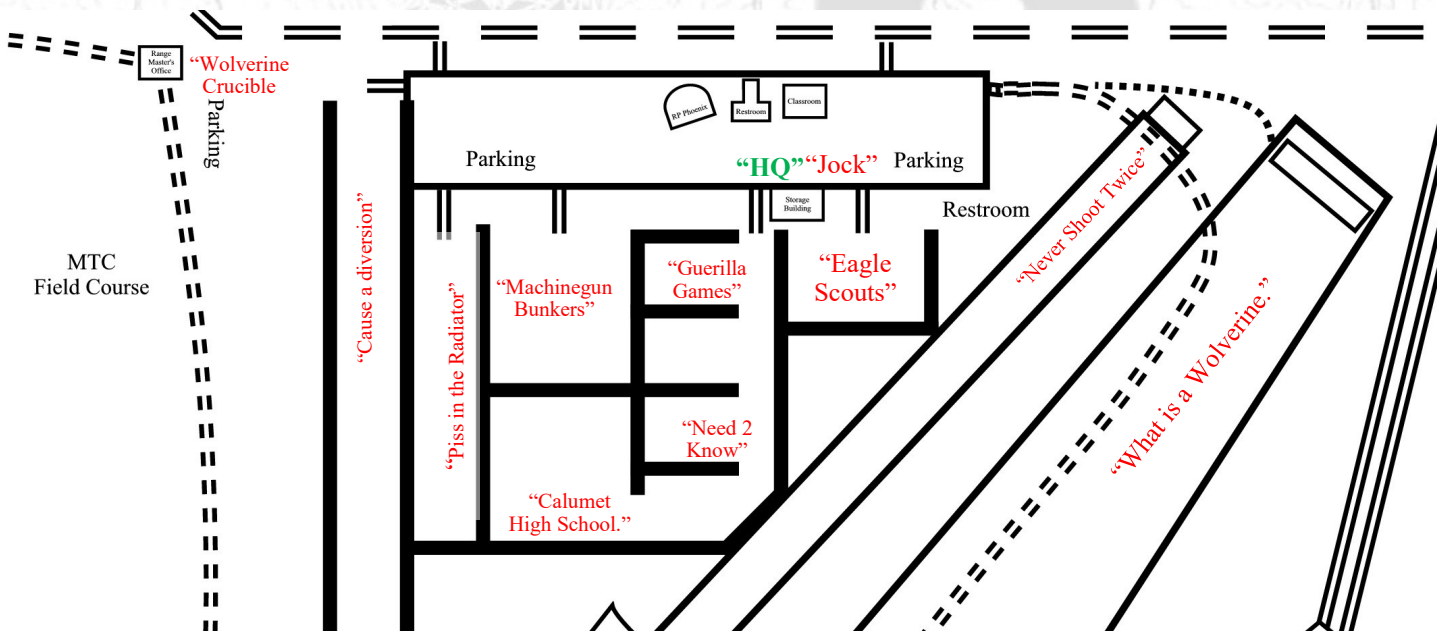 Range
Master's
Office
“Wolverine
Crucible
Parking
MTC
Field Course
“Cause a diversion”
RP Phoenix
Restroom
Classroom
Parking
“HQ”“Jock”
Parking
Storage
Building
Restroom
“Piss in the Radiator”
“Machinegun
Bunkers”
“Guerilla
Games”
“Eagle
Scouts”
“Need 2
Know”
“Calumet
High School.”
“Never Shoot Twice”
“What is a Wolverine.”